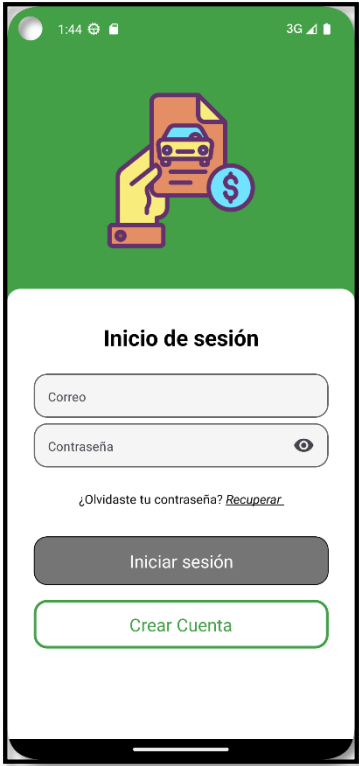 1:44
3G
$
Inicio de sesión
Correo
Contraseña
¿Olvidaste tu contraseña? Recuperar
Iniciar sesión
Crear Cuenta